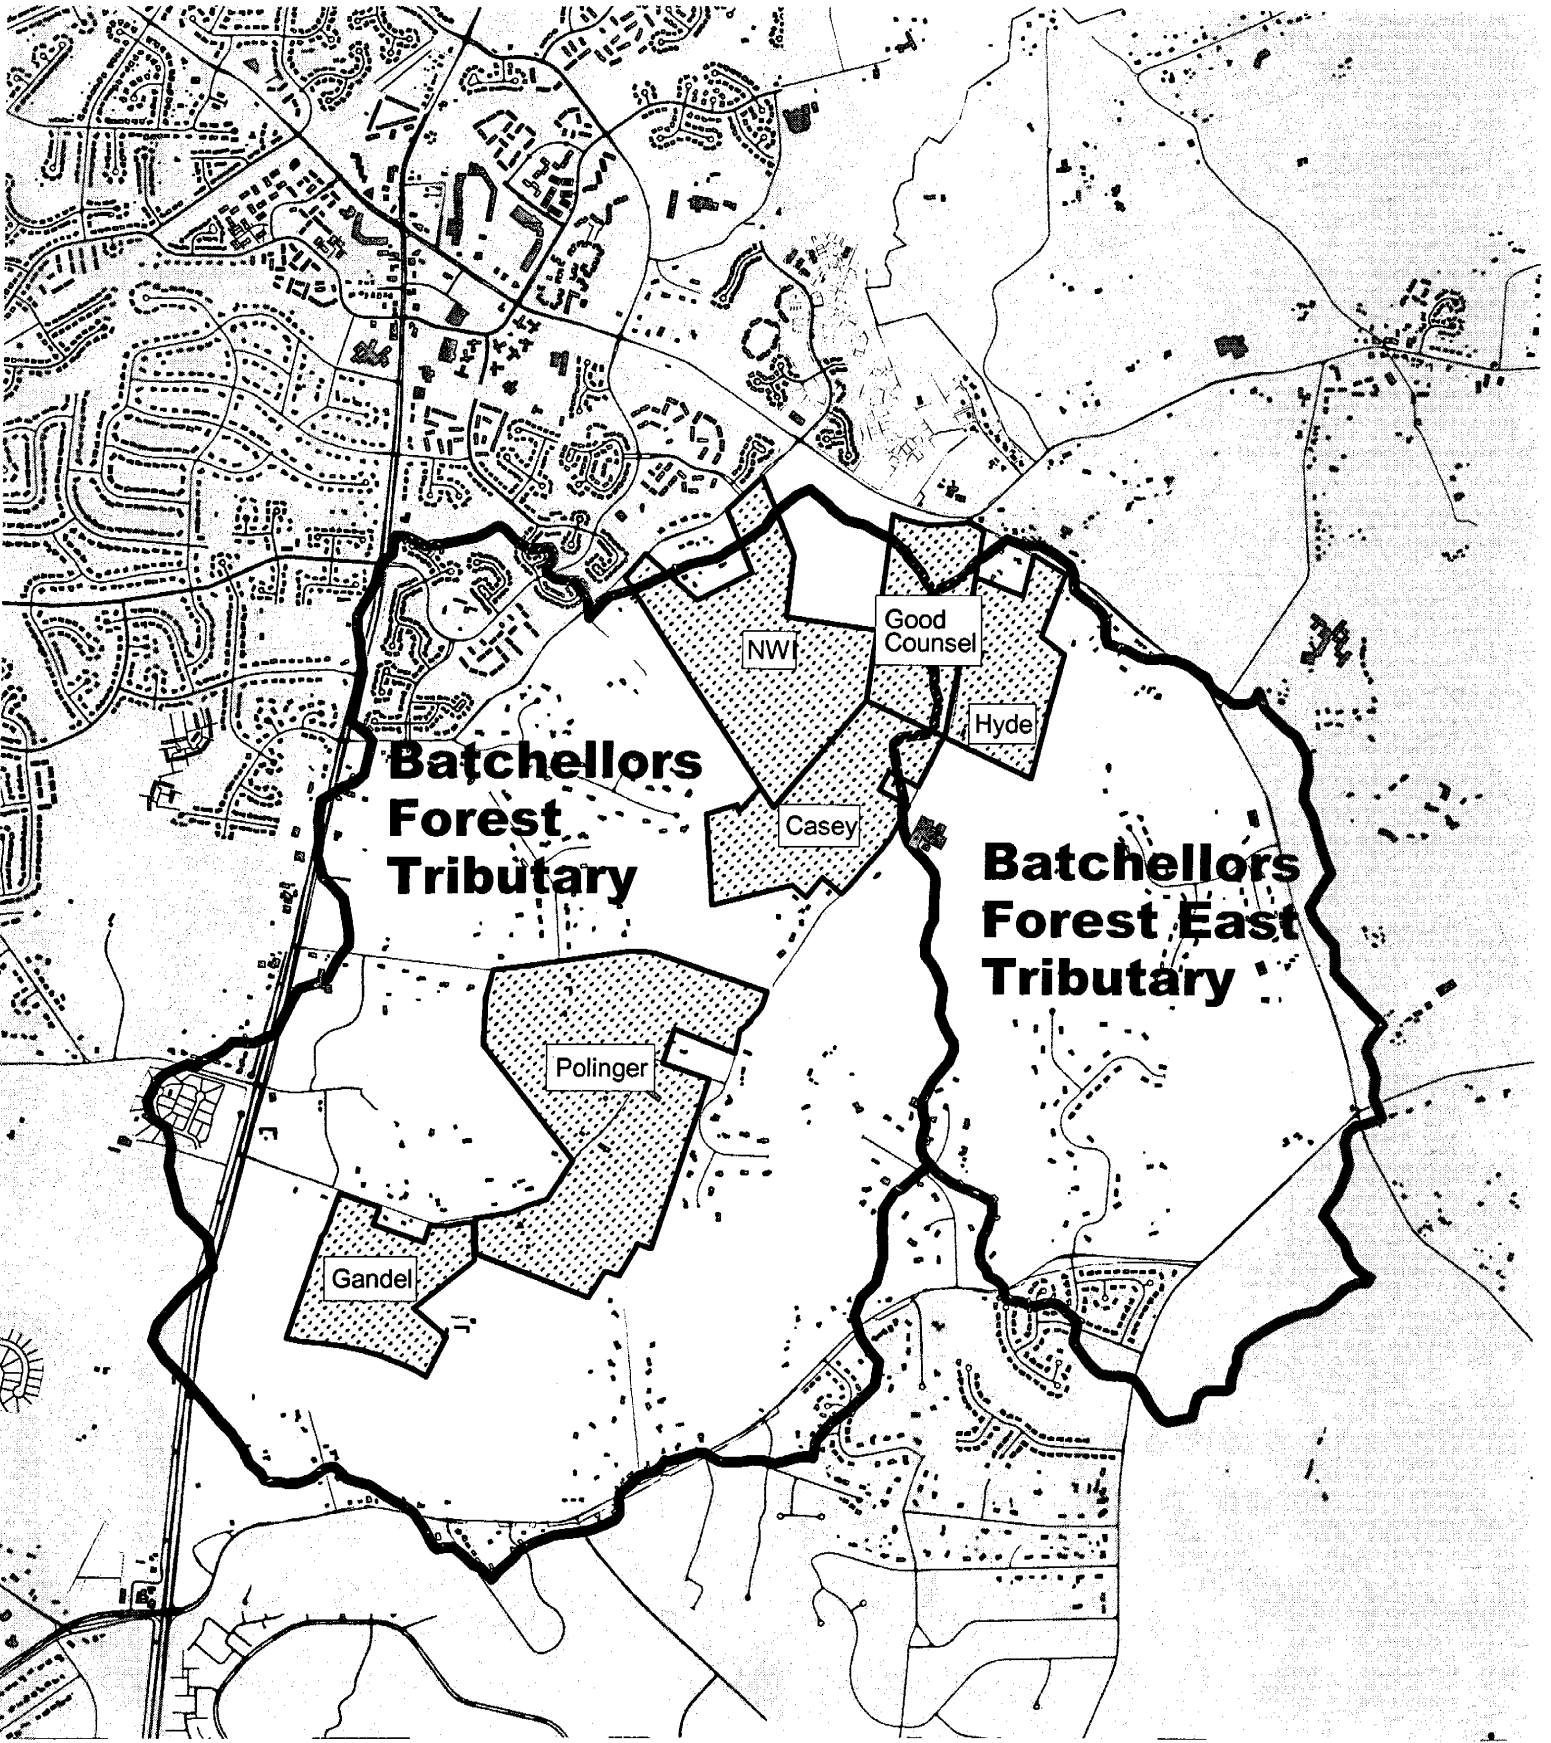 Good
Counsel
NWI
Hyde
Batchellors
Forest
Tributary
Casey
Batchellors
Forest East
Tributary
Polinger
Gandel